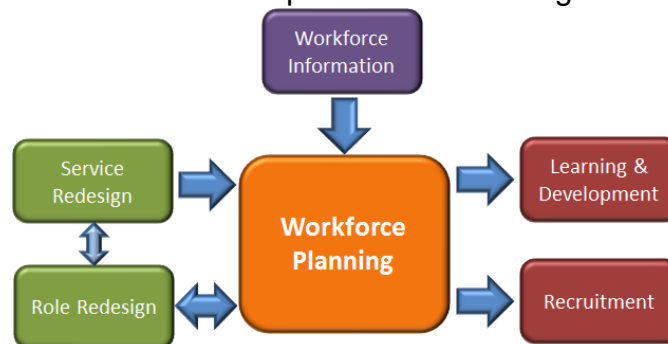 Workforce
Information
Service
Redesign
Learning &
Development
Workforce
Planning
Role Redesign
Recruitment